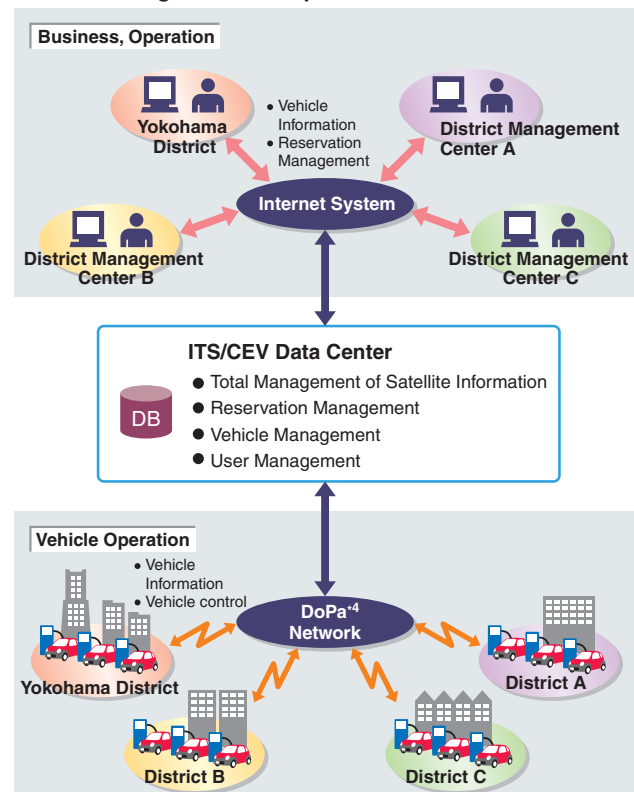 Business, Operation
Yokohama
District
• Vehicle
Information
• Reservation
Management
District Management
Center A
Internet System
District Management
Center B
District Management
Center C
ITS/CEV Data Center
DB
● Total Management of Satellite Information
● Reservation Management
● Vehicle Management
● User Management
Vehicle Operation
• Vehicle
Information
• Vehicle control
DoPa*4
Network
Yokohama District
District A
District B
District C